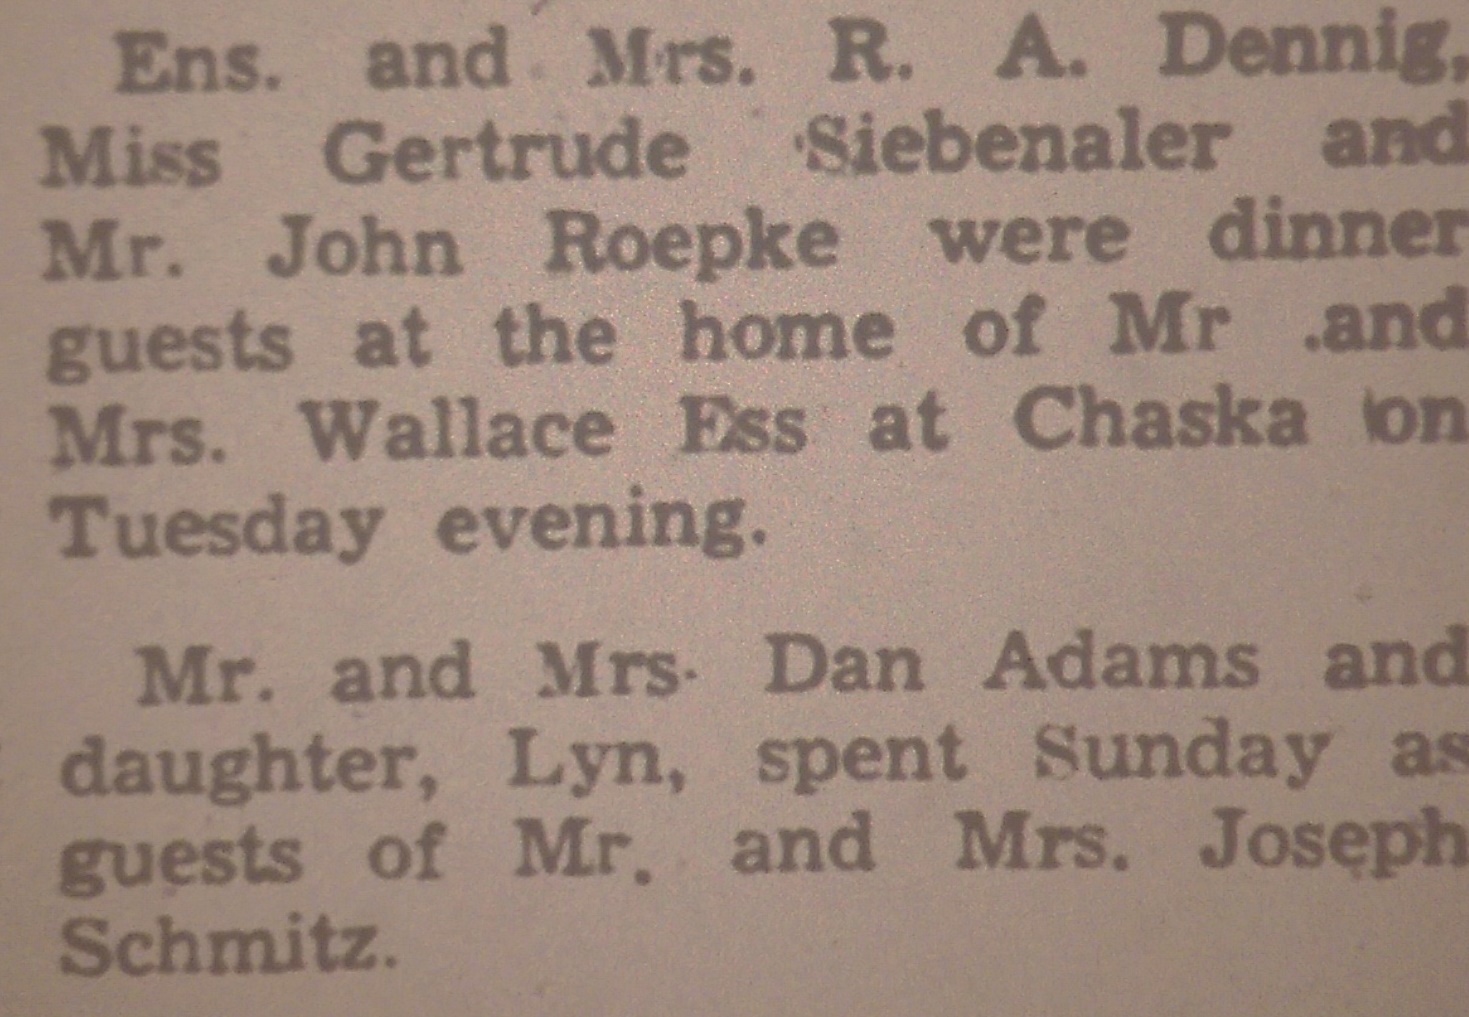 Ens. and Mrs. R. A. Dennig,
Miss Gertrude Siebenaler and
Mr. John Roepke were dinner
guests at the home of Mr .and
Mrs. Wallace Ess at Chaska on
Tuesday evening.
Mr. and Mrs. Dan Adams and
daughter, Lyn, spent Sunday as
guests of Mr. and Mrs. Joseph
Schmitz.